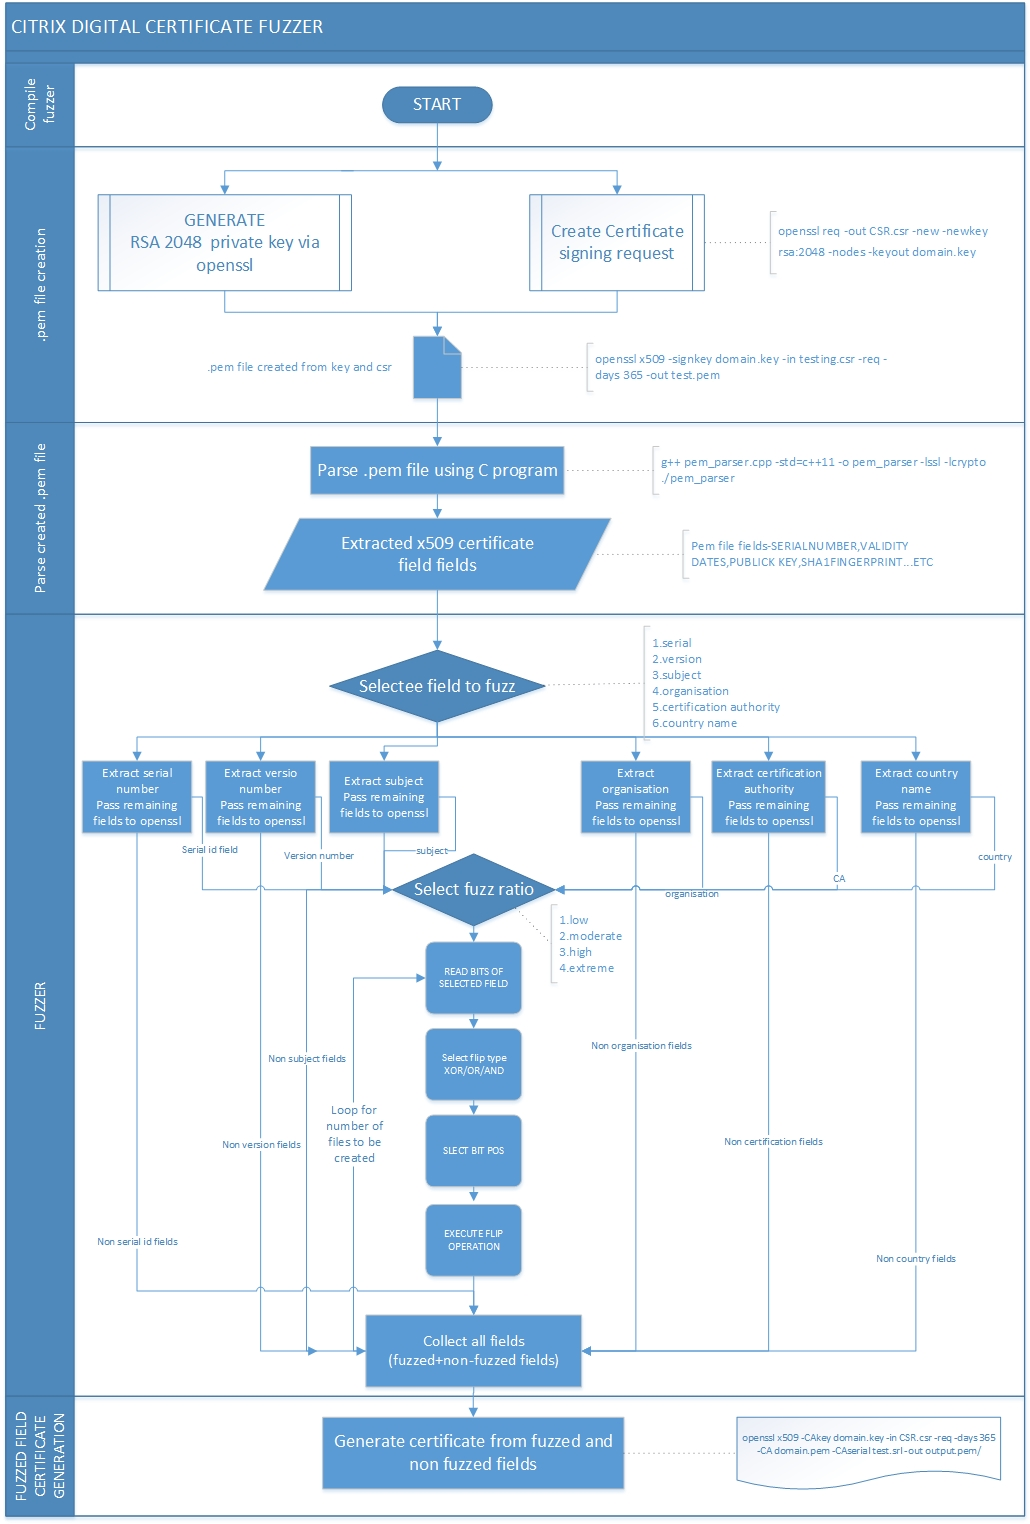 CITRIX DIGITAL CERTIFICATE FUZZER
Compile
fuzzer
START
.pem file creation
GENERATE
RSA 2048 private key via
openssl
Create Certificate
signing request
openssl req -out CSR.csr -new -newkey
rsa:2048 -nodes -keyout domain.key
.pem file created from key and csr
openssl x509 -signkey domain.key -in testing.csr -req -
days 365 -out test.pem
Parse created .pem file
Parse .pem file using C program
g++ pem_parser.cpp -std=c++11 -o pem_parser -lssl -lcrypto
./pem_parser
Extracted x509 certificate
field fields
Pem file fields-SERIALNUMBER,VALIDITY
DATES,PUBLICK KEY,SHA1FINGERPRINT...ETC
FUZZER
Selectee field to fuzz
1.serial
2.version
3.subject
4.organisation
5.certification authority
6.country name
Extract serial
number
Pass remaining
fields to openssl
Extract versio
number
Pass remaining
fields to openssl
Extract subject
Pass remaining
fields to openssl
Extract
organisation
Pass remaining
fields to openssl
Extract certification
authority
Pass remaining
fields to openssl
Extract country
name
Pass remaining
fields to openssl
Serial id field
Version number
subject
organisation
CA
country
Select fuzz ratio
1.low
2.moderate
3.high
4.extreme
READ BITS OF
SELECTED FIELD
Select flip type
XOR/OR/AND
SLECT BIT POS
EXECUTE FLIP
OPERATION
Loop for
number of
files to be
created
Non subject fields
Non version fields
Non serial id fields
Non organisation fields
Non certification fields
Non country fields
Collect all fields
(fuzzed+non-fuzzed fields)
FUZZED FIELD
CERTIFICATE
GENERATION
Generate certificate from fuzzed and
non fuzzed fields
openssl x509 -CAkey domain.key -in CSR.csr -req -days 365
-CA domain.pem -CAserial test.srl -out output.pem/